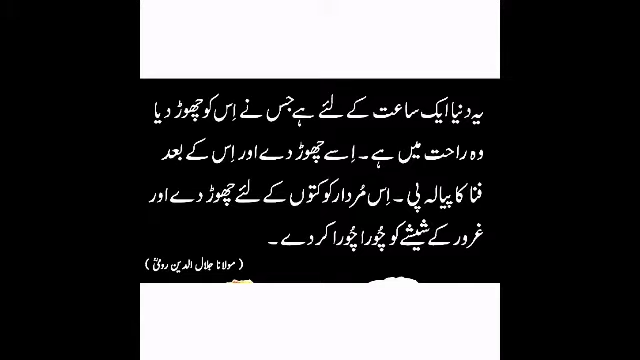 یہ دنیا ایک ساعت کے لئے ہے جس نے اِس کو چھوڑ دیا
وہ راحت میں ہے ۔ اِسے چھوڑ دے اور اِس کے بعد
فنا کا پیالہ پی ۔ اِس مُردار کو کتوں کے لئے چھوڑ دے اور
غرور کے شیشے کو چُورا چُورا کر دے ۔
( مولانا جلال الدین رومیؒ )